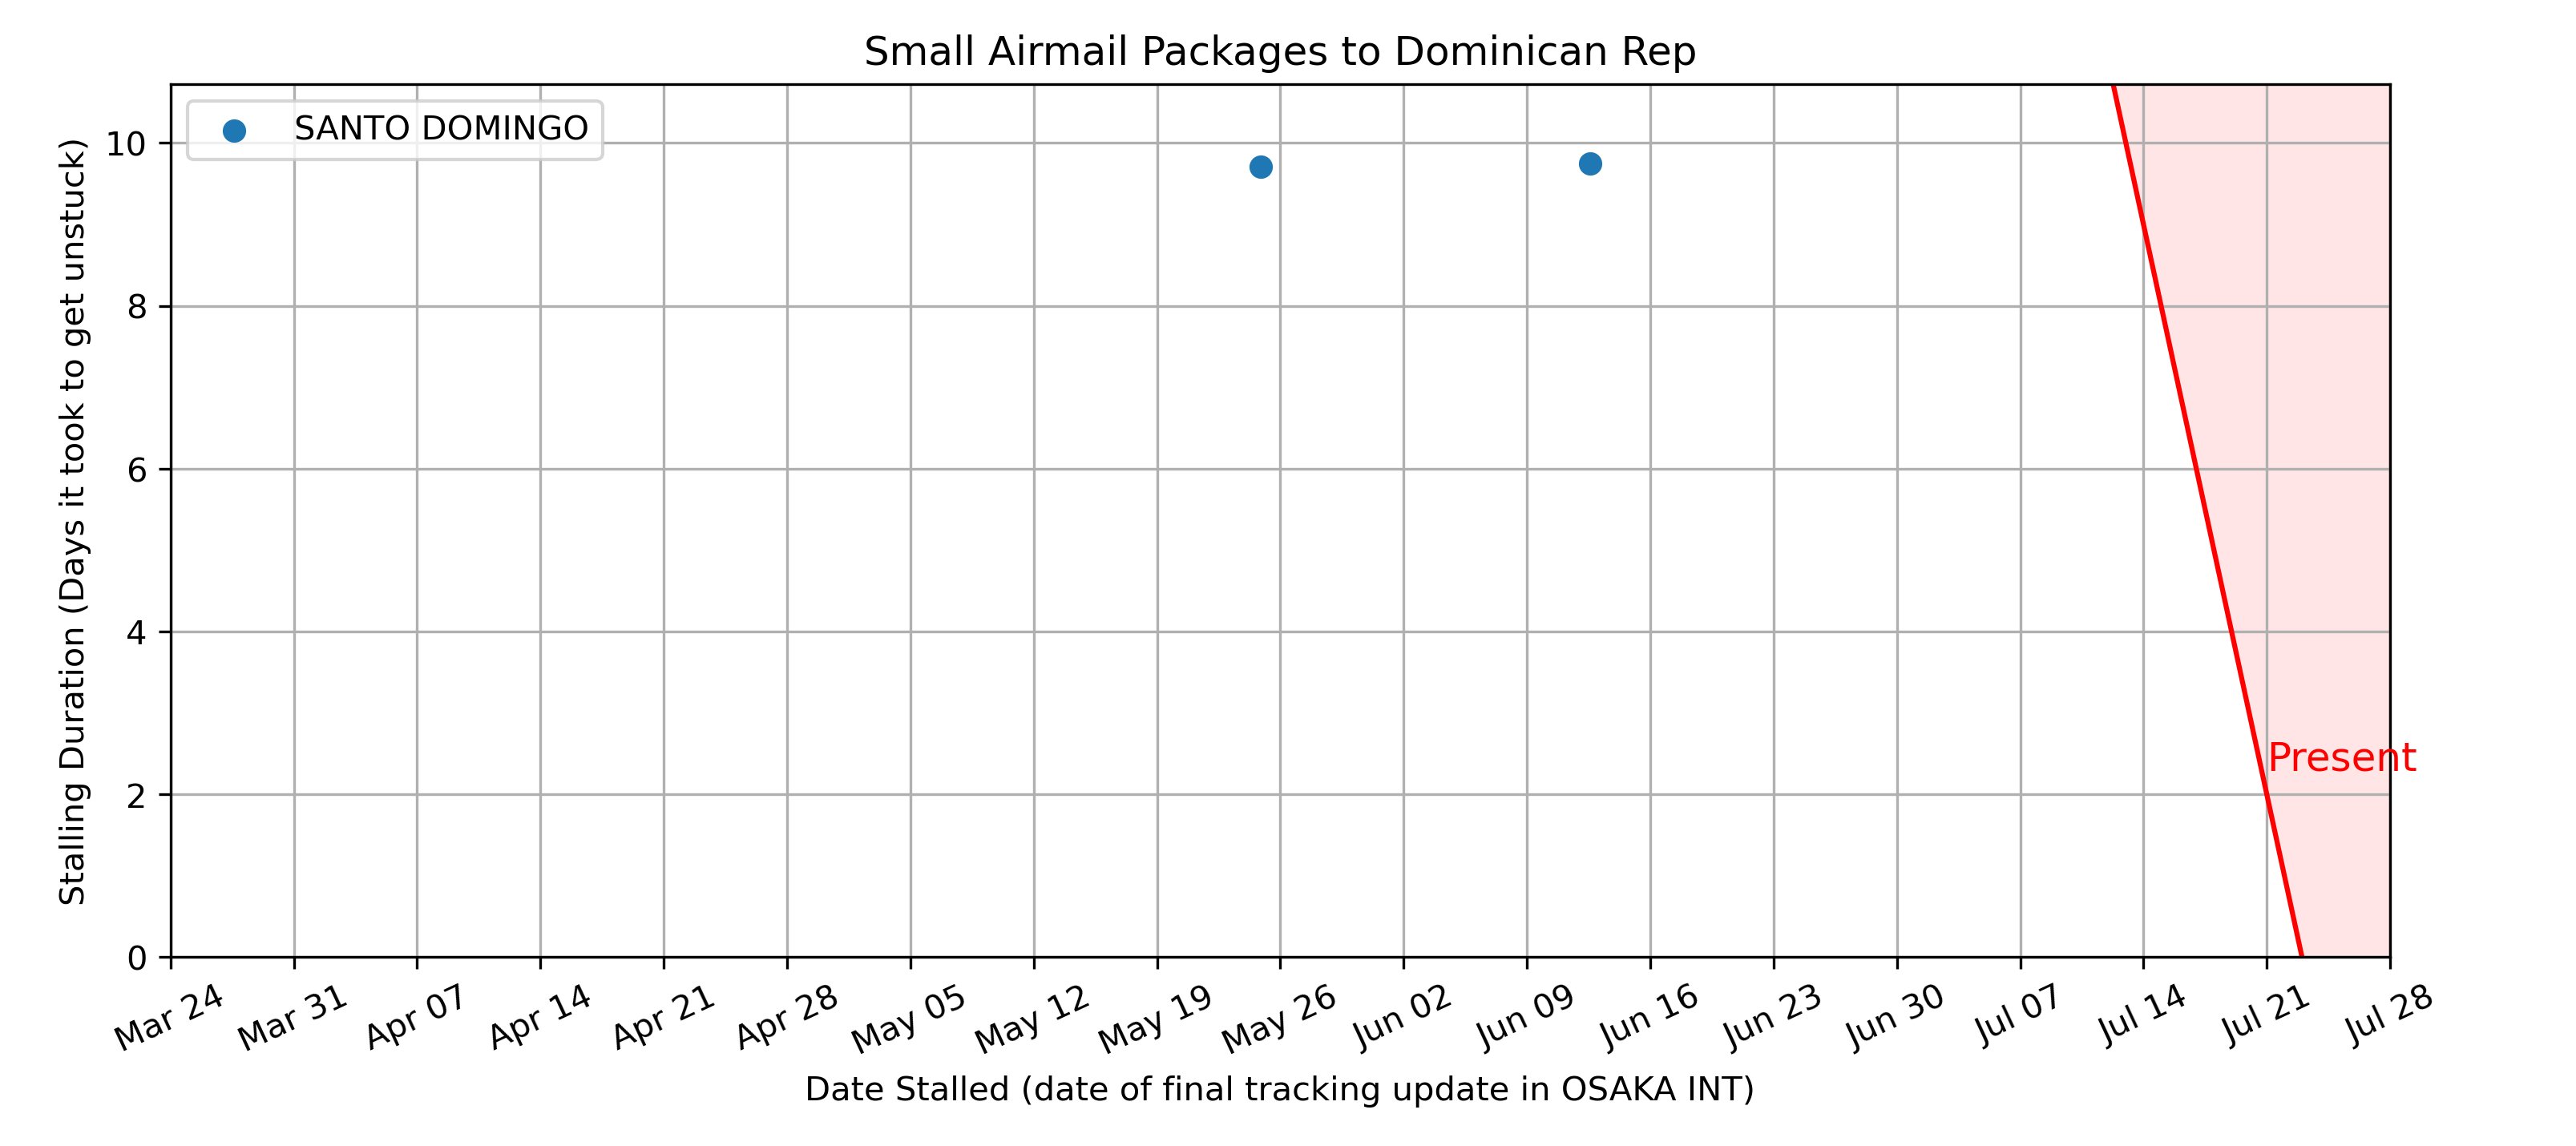 Small Airmail Packages to Dominican Rep
SANTO DOMINGO
Stalling Duration (Days it took to get unstuck)
10
8
6
4
2
0
Present
Mar 24
Mar 31
Apr 07
Apr 14
Apr 21
Apr 28
May 05
May 12
May 19
May 26
Jun 02
Jun 09
Jun 16
Jun 23
Jun 30
Jul 07
Jul 14
Jul 21
Jul 28
Date Stalled (date of final tracking update in OSAKA INT)